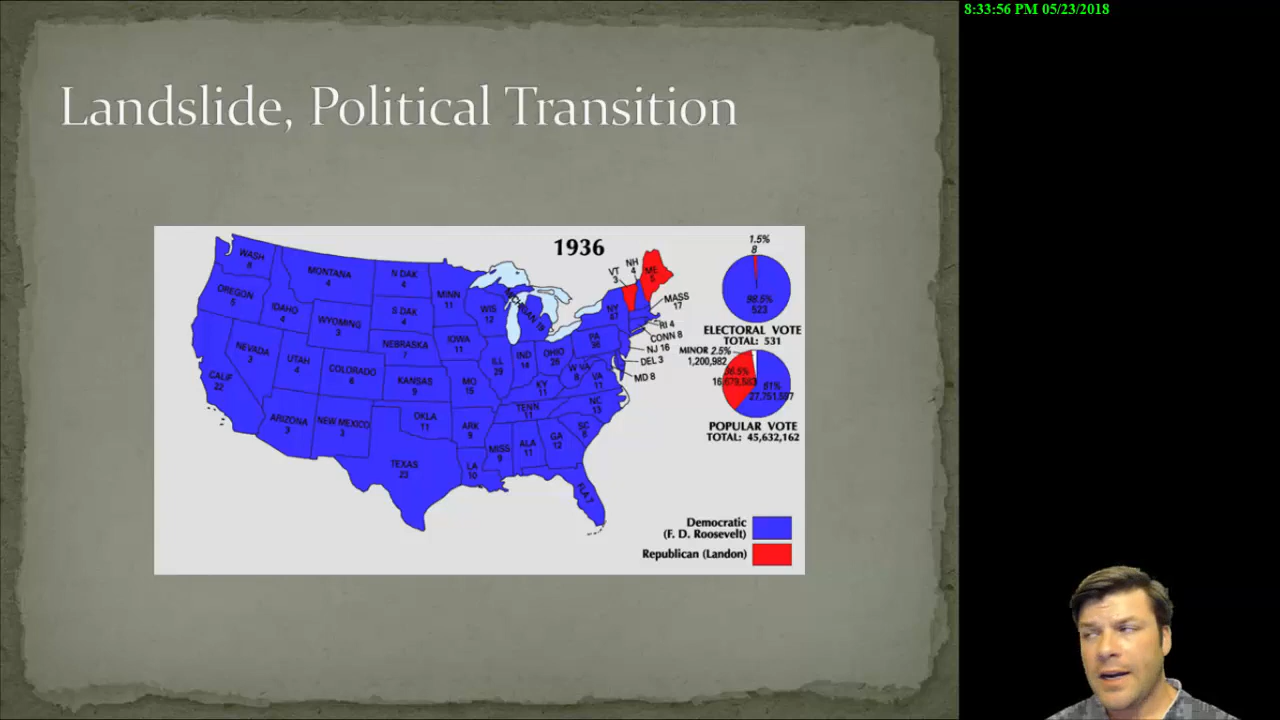 8:33:56 PM 05/23/2018
Landslide, Political Transition
1936
WASH
8
OREGON
5
CALIF
22
NEVADA
3
IDAHO
4
MONTANA
4
WYOMING
3
UTAH
4
COLORADO
6
ARIZONA
3
NEW MEXICO
3
N DAK
4
S DAK
4
NEBRASKA
7
KANSAS
9
OKLA
11
TEXAS
23
MINN
11
IOWA
11
MO
15
ARK
9
LA
10
WIS
12
ILL
29
MICHIGAN 19
IND
14
OHIO
26
KY
11
TENN
11
MISS
9
ALA
11
GA
12
FLA 7
SC
8
NC
13
VA
11
W VA
8
PA
36
NY
47
VT
3
NH
4
ME
5
MASS
17
RI 4
CONN 8
NJ 16
DEL 3
MD 8
1.5%
8
98.5%
523
ELECTORAL VOTE
TOTAL: 531
MINOR 2.5%
1,200,982
36.5%
61%
POPULAR VOTE
TOTAL: 45,632,162
Democratic
(F. D. Roosevelt)
Republican (Landon)